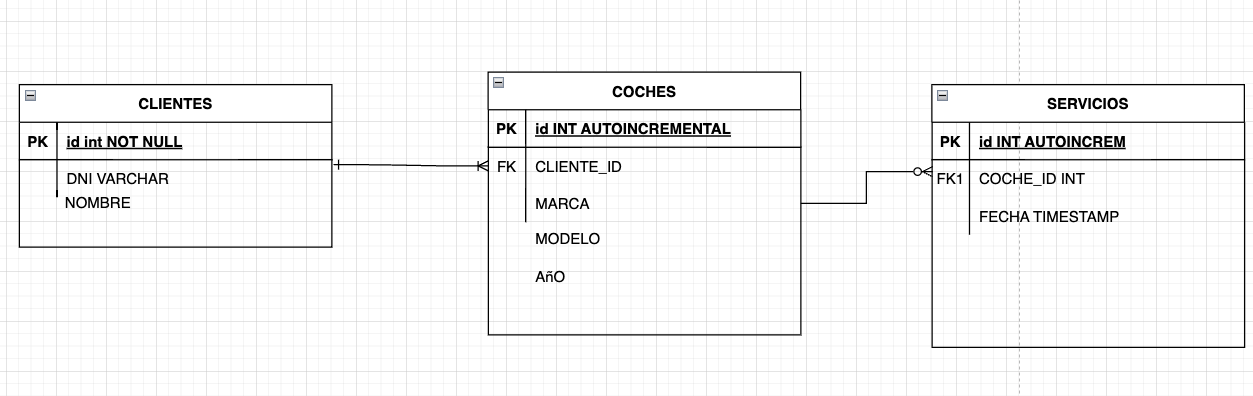 CLIENTES
PK id int NOT NULL
DNI VARCHAR
NOMBRE
COCHES
PK id INT AUTOINCREMENTAL
FK CLIENTE_ID
MARCA
MODELO
AñO
SERVICIOS
PK id INT AUTOINCREM
FK1 COCHE_ID INT
FECHA TIMESTAMP